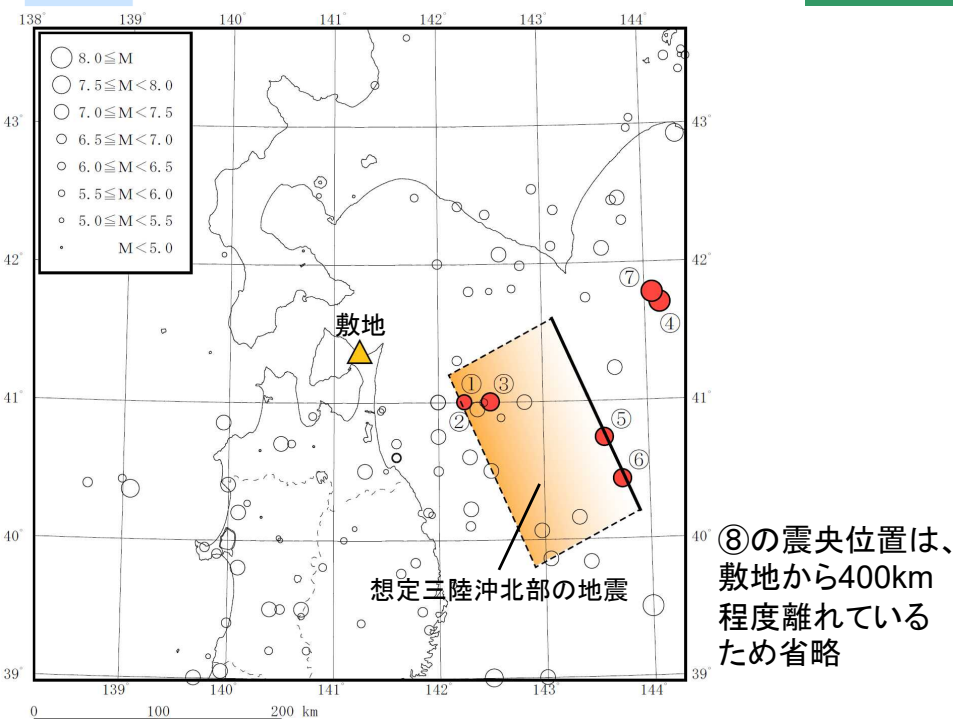 138° 139° 140° 141° 142° 143° 144°
8.0≦M
7.5≦M<8.0
7.0≦M<7.5
6.5≦M<7.0
6.0≦M<6.5
5.5≦M<6.0
5.0≦M<5.5
M<5.0
43° 43°
42° 42°
⑦
④
敷地
① ③
41° 41°
②
⑤
⑥
40° 40°
⑧の震央位置は、
敷地から400km
程度離れている
ため省略
想定三陸沖北部の地震
39° 39°
139° 140° 141° 142° 143° 144°
0 100 200 km